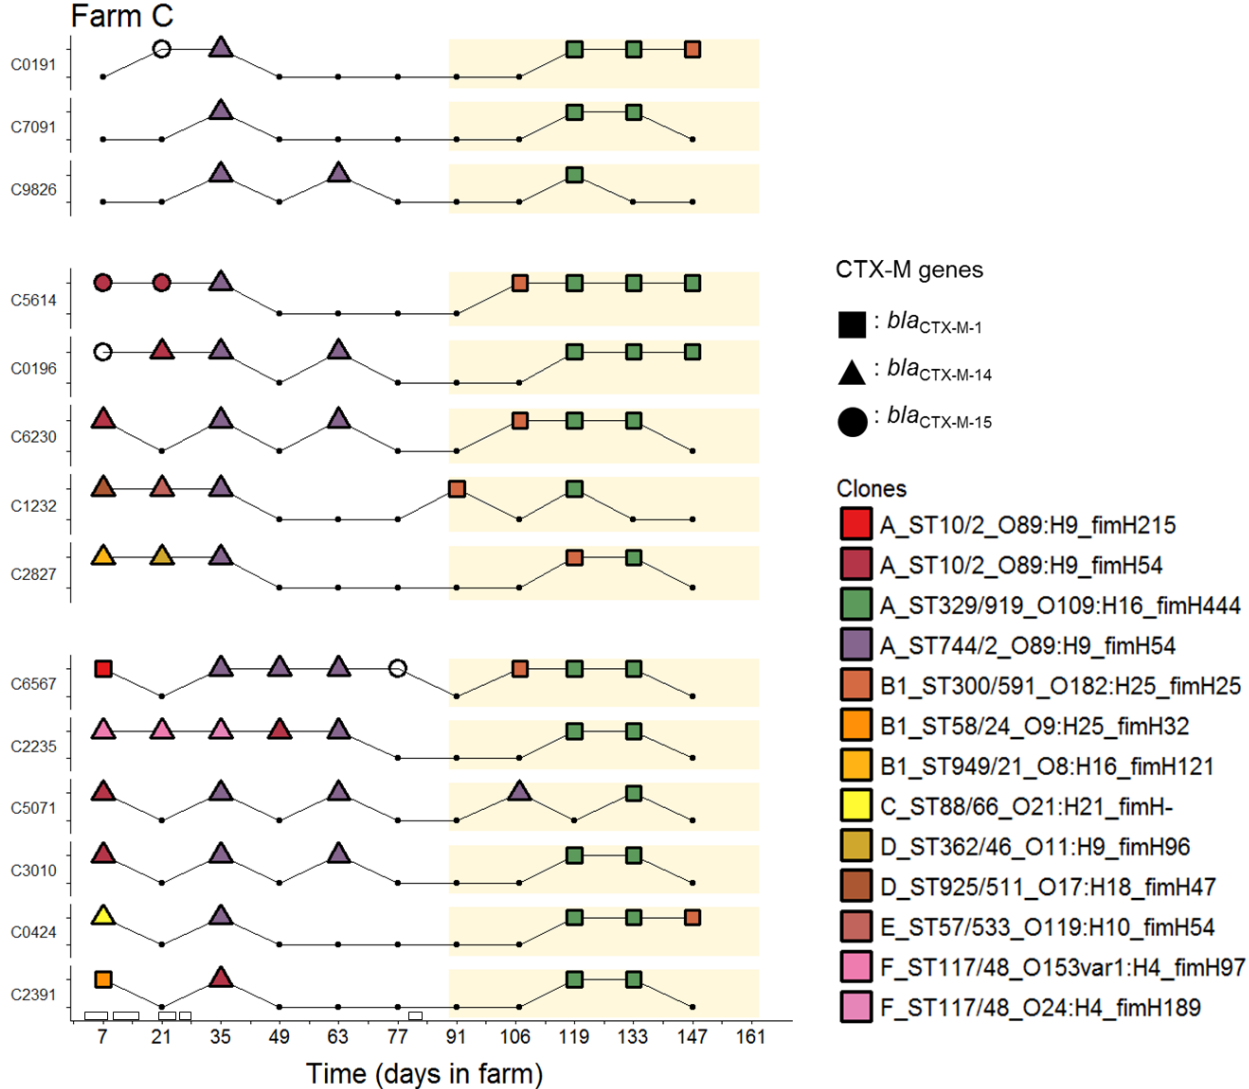 Farm C
C0191
C7091
C9826
C5614
C0196
C6230
C1232
C2827
C6567
C2235
C5071
C3010
C0424
C2391
7 21 35 49 63 77 91 106 119 133 147 161
Time (days in farm)
CTX-M genes
: blaCTX-M-1
: blaCTX-M-14
: blaCTX-M-15
Clones
A_ST10/2_O89:H9_fimH215
A_ST10/2_O89:H9_fimH54
A_ST329/919_O109:H16_fimH444
A_ST744/2_O89:H9_fimH54
B1_ST300/591_O182:H25_fimH25
B1_ST58/24_O9:H25_fimH32
B1_ST949/21_O8:H16_fimH121
C_ST88/66_O21:H21_fimH-
D_ST362/46_O11:H9_fimH96
D_ST925/511_O17:H18_fimH47
E_ST57/533_O119:H10_fimH54
F_ST117/48_O153var1:H4_fimH97
F_ST117/48_O24:H4_fimH189